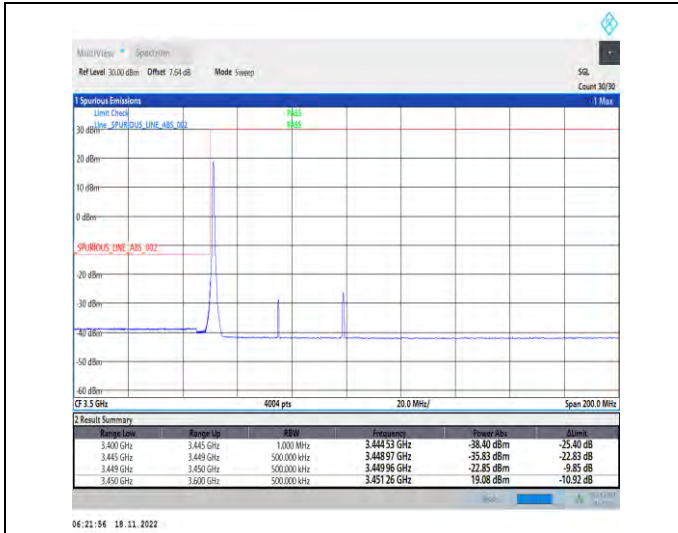 MultiView Spectrum
Ref Level 30.00 dBm Offset 7.64 dB Mode Sweep SGL
Count 30/30
1 Spurious Emissions 1 Max
Limit Check PASS
Line _SPURIOUS_LINE_ABS_002 PASS
30 dBm
20 dBm
10 dBm
0 dBm
_SPURIOUS_LINE_ABS_002
-20 dBm
-30 dBm
-40 dBm
-50 dBm
-60 dBm
CF 3.5 GHz 4004 pts 20.0 MHz/ Span 200.0 MHz
2 Result Summary
Range Low Range Up RBW Frequency Power Abs ΔLimit
3.400 GHz 3.445 GHz 1.000 MHz 3.444 53 GHz -38.40 dBm -25.40 dB
3.445 GHz 3.449 GHz 500.000 kHz 3.448 97 GHz -35.83 dBm -22.83 dB
3.449 GHz 3.450 GHz 500.000 kHz 3.449 96 GHz -22.85 dBm -9.85 dB
3.450 GHz 3.600 GHz 500.000 kHz 3.451 26 GHz 19.08 dBm -10.92 dB
06:21:56 18.11.2022